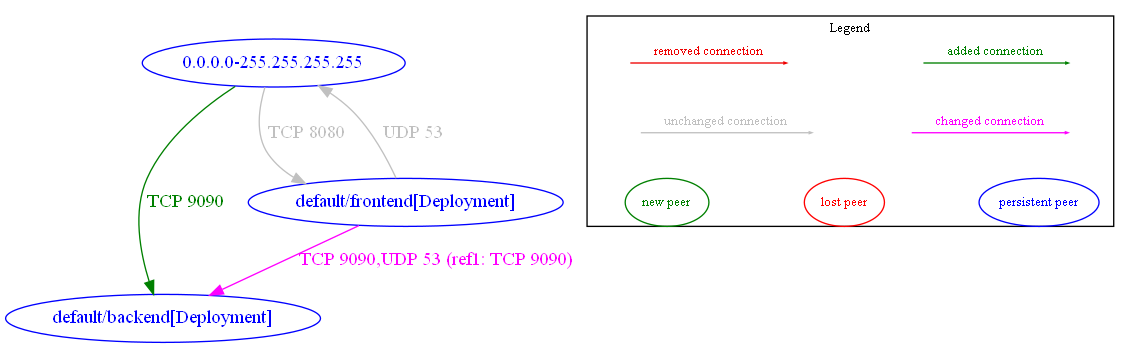 0.0.0.0-255.255.255.255
TCP 8080
UDP 53
TCP 9090
default/frontend[Deployment]
TCP 9090,UDP 53 (ref1: TCP 9090)
default/backend[Deployment]
Legend
removed connection
added connection
unchanged connection
changed connection
new peer
lost peer
persistent peer